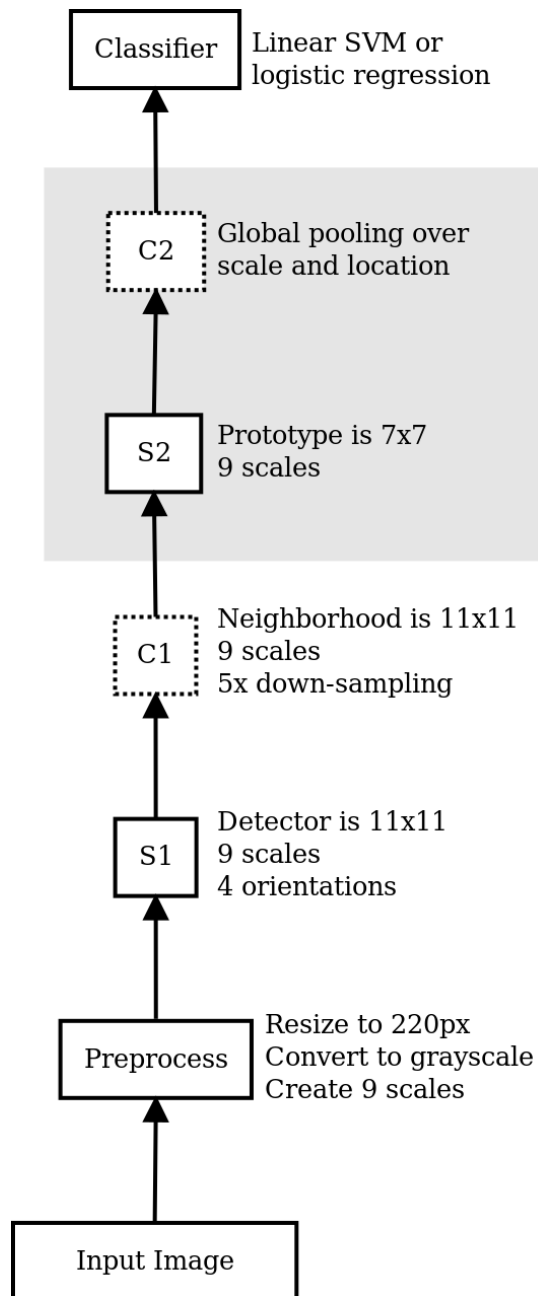 Classifier
Linear SVM or
logistic regression
C2
Global pooling over
scale and location
S2
Prototype is 7x7
9 scales
C1
Neighborhood is 11x11
9 scales
5x down-sampling
S1
Detector is 11x11
9 scales
4 orientations
Preprocess
Resize to 220px
Convert to grayscale
Create 9 scales
Input Image